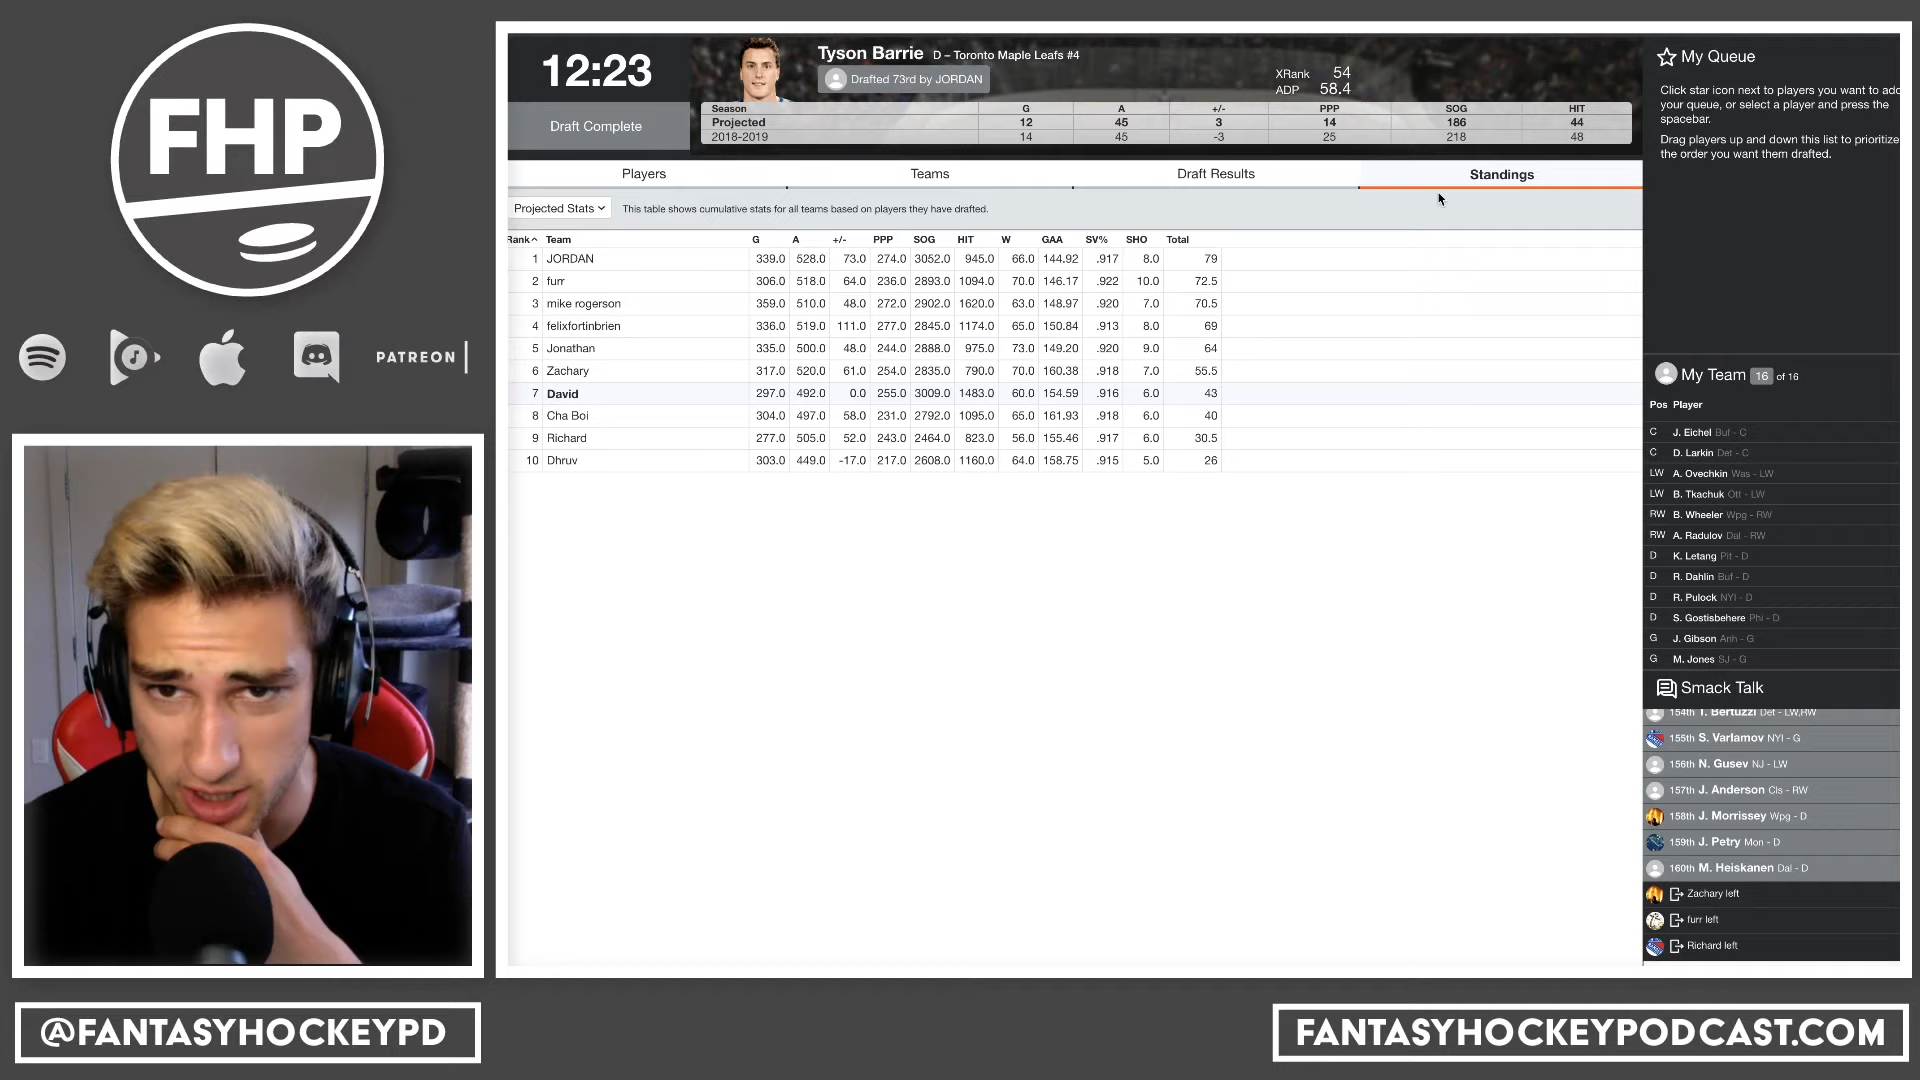 FHP
PATREON
@FANTASYHOCKEYPD
FANTASYHOCKEYPODCAST.COM
12:23
Draft Complete
Tyson Barrie D – Toronto Maple Leafs #4
Drafted 73rd by JORDAN
XRank 54
ADP 58.4
Season G A +/- PPP SOG HIT
Projected 12 45 3 14 186 44
2018-2019 14 45 -3 25 218 48
Players Teams Draft Results Standings
Projected Stats This table shows cumulative stats for all teams based on players they have drafted.
Rank Team G A +/- PPP SOG HIT W GAA SV% SHO Total
1 JORDAN 339.0 528.0 73.0 274.0 3052.0 945.0 66.0 144.92 .917 8.0 79
2 furr 306.0 518.0 64.0 236.0 2893.0 1094.0 70.0 146.17 .922 10.0 72.5
3 mike rogerson 359.0 510.0 48.0 272.0 2902.0 1620.0 63.0 148.97 .920 7.0 70.5
4 felixfortinbrien 336.0 519.0 111.0 277.0 2845.0 1174.0 65.0 150.84 .913 8.0 69
5 Jonathan 335.0 500.0 48.0 244.0 2888.0 975.0 73.0 149.20 .920 9.0 64
6 Zachary 317.0 520.0 61.0 254.0 2835.0 790.0 70.0 160.38 .918 7.0 55.5
7 David 297.0 492.0 0.0 255.0 3009.0 1483.0 60.0 154.59 .916 6.0 43
8 Cha Boi 304.0 497.0 58.0 231.0 2792.0 1095.0 65.0 161.93 .918 6.0 40
9 Richard 277.0 505.0 52.0 243.0 2464.0 823.0 56.0 155.46 .917 6.0 30.5
10 Dhruv 303.0 449.0 -17.0 217.0 2608.0 1160.0 64.0 158.75 .915 5.0 26
My Queue
Click star icon next to players you want to add
your queue, or select a player and press the
spacebar.
Drag players up and down this list to prioritize
the order you want them drafted.
My Team 16 of 16
Pos Player
C J. Eichel Buf - C
C D. Larkin Det - C
LW A. Ovechkin Was - LW
LW B. Tkachuk Ott - LW
RW B. Wheeler Wpg - RW
RW A. Radulov Dal - RW
D K. Letang Pit - D
D R. Dahlin Buf - D
D R. Pulock NYI - D
D S. Gostisbehere Phi - D
G J. Gibson Anh - G
G M. Jones SJ - G
Smack Talk
154th T. Bertuzzi Det - LW,RW
155th S. Varlamov NYI - G
156th N. Gusev NJ - LW
157th J. Anderson Cls - RW
158th J. Morrissey Wpg - D
159th J. Petry Mon - D
160th M. Heiskanen Dal - D
Zachary left
furr left
Richard left